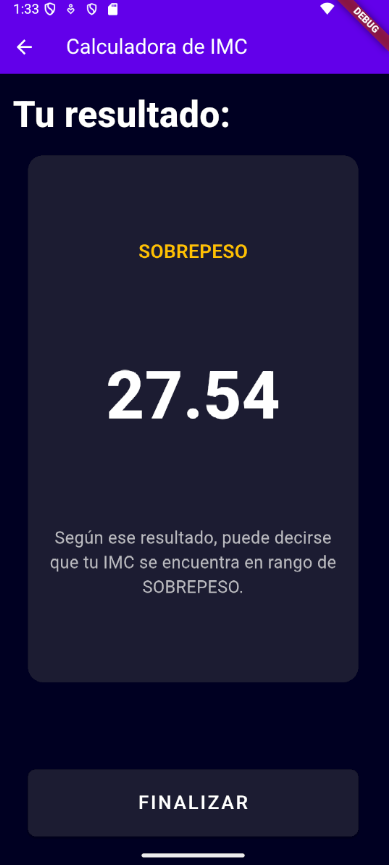 1:33
DEBUG
Calculadora de IMC
Tu resultado:
SOBREPESO
27.54
Según ese resultado, puede decirse
que tu IMC se encuentra en rango de
SOBREPESO.
FINALIZAR